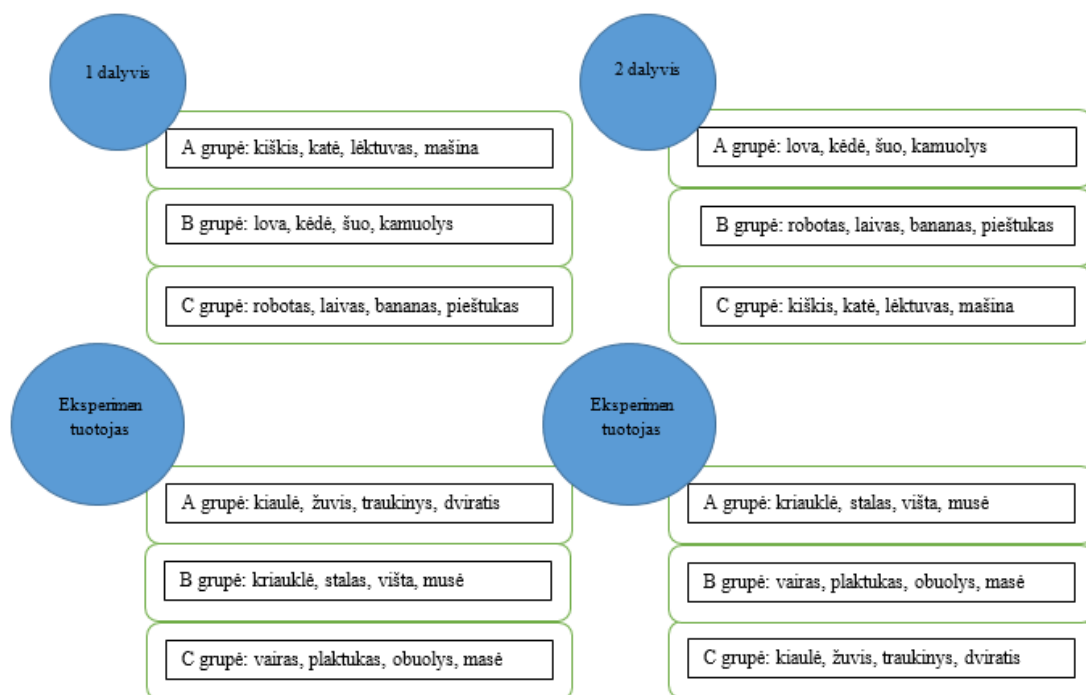 1 dalyvis
A grupė: kiškis, katė, lėktuvas, mašina
B grupė: lova, kėdė, šuo, kamuolys
C grupė: robotas, laivas, bananas, pieštukas
2 dalyvis
A grupė: lova, kėdė, šuo, kamuolys
B grupė: robotas, laivas, bananas, pieštukas
C grupė: kiškis, katė, lėktuvas, mašina
Eksperimen
tuotojas
A grupė: kiaulė, žuvis, traukinys, dviratis
B grupė: kriauklė, stalas, višta, musė
C grupė: vairas, plaktukas, obuolys, masė
Eksperimen
tuotojas
A grupė: kriauklė, stalas, višta, musė
B grupė: vairas, plaktukas, obuolys, masė
C grupė: kiaulė, žuvis, traukinys, dviratis